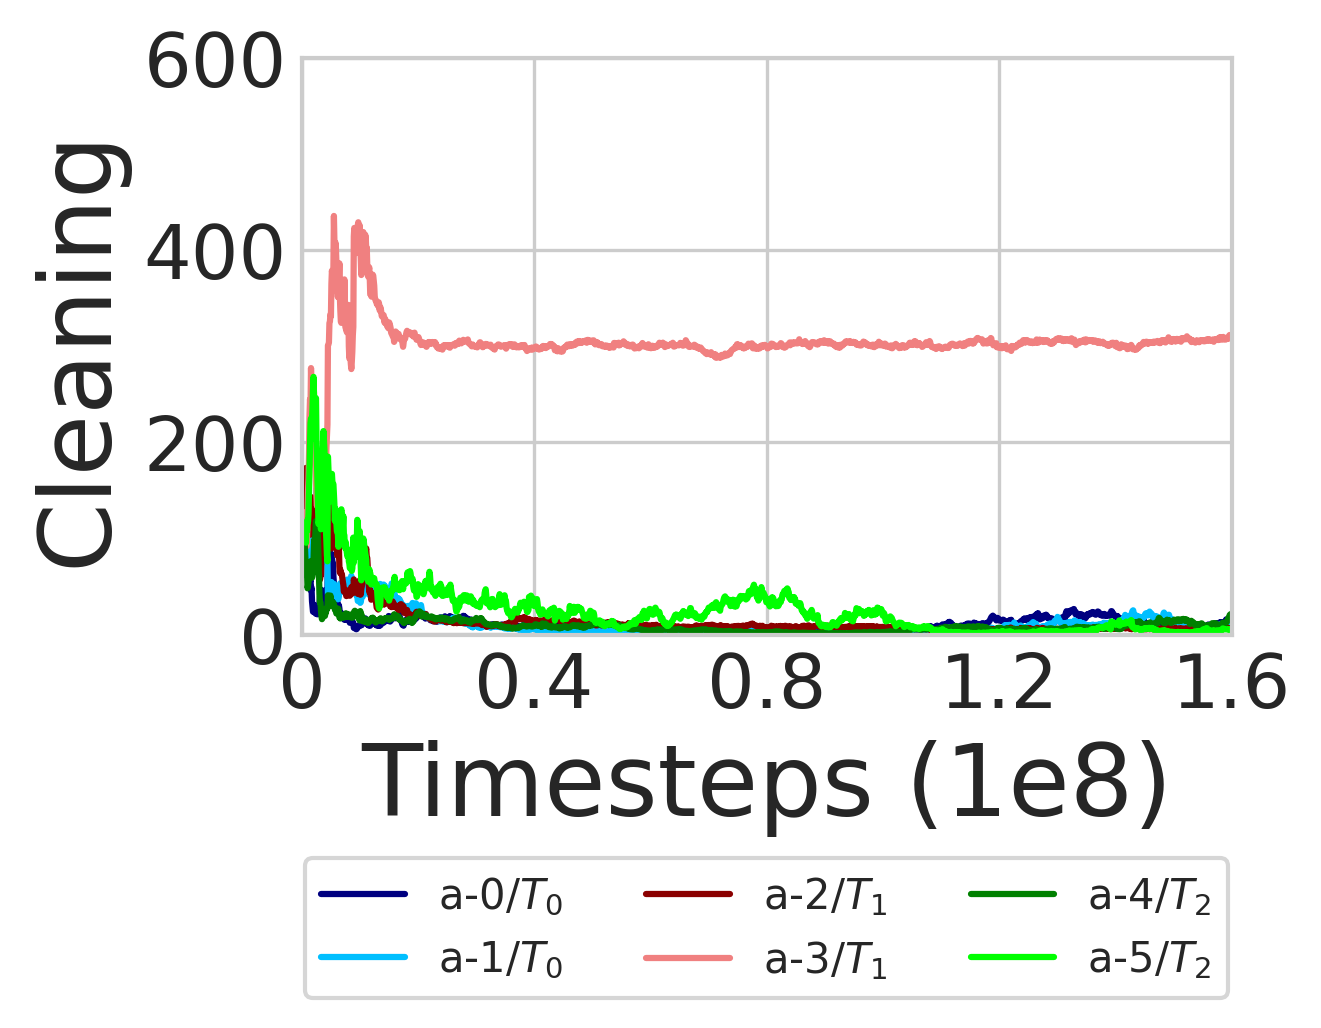 Cleaning
600
400
200
0
0 0.4 0.8 1.2 1.6
Timesteps (1e8)
a-0/T₀ a-2/T₁ a-4/T₂
a-1/T₀ a-3/T₁ a-5/T₂